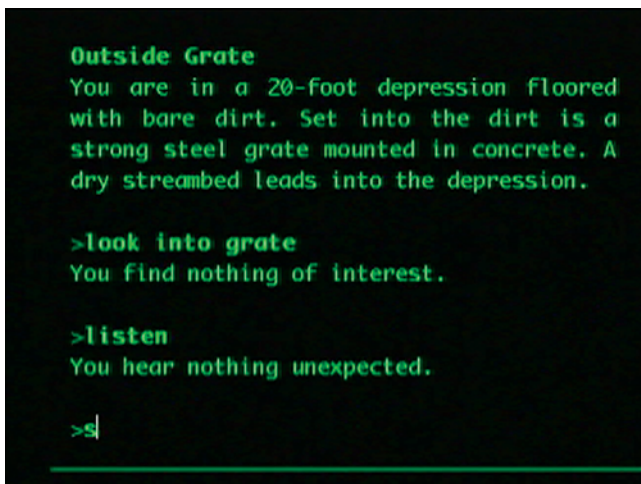 Outside Grate
You are in a 20-foot depression floored
with bare dirt. Set into the dirt is a
strong steel grate mounted in concrete. A
dry streambed leads into the depression.
>look into grate
You find nothing of interest.
>listen
You hear nothing unexpected.
>s